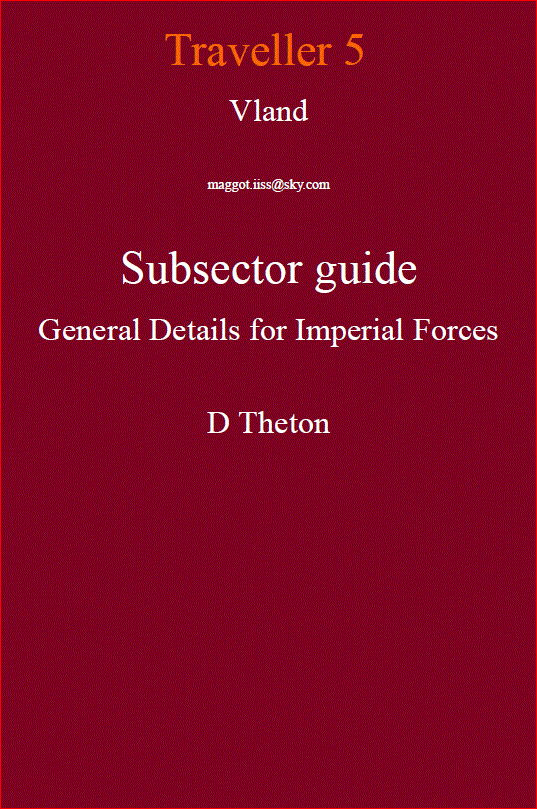 Traveller 5
Vland
maggot.iiss@sky.com
Subsector guide
General Details for Imperial Forces
D Theton